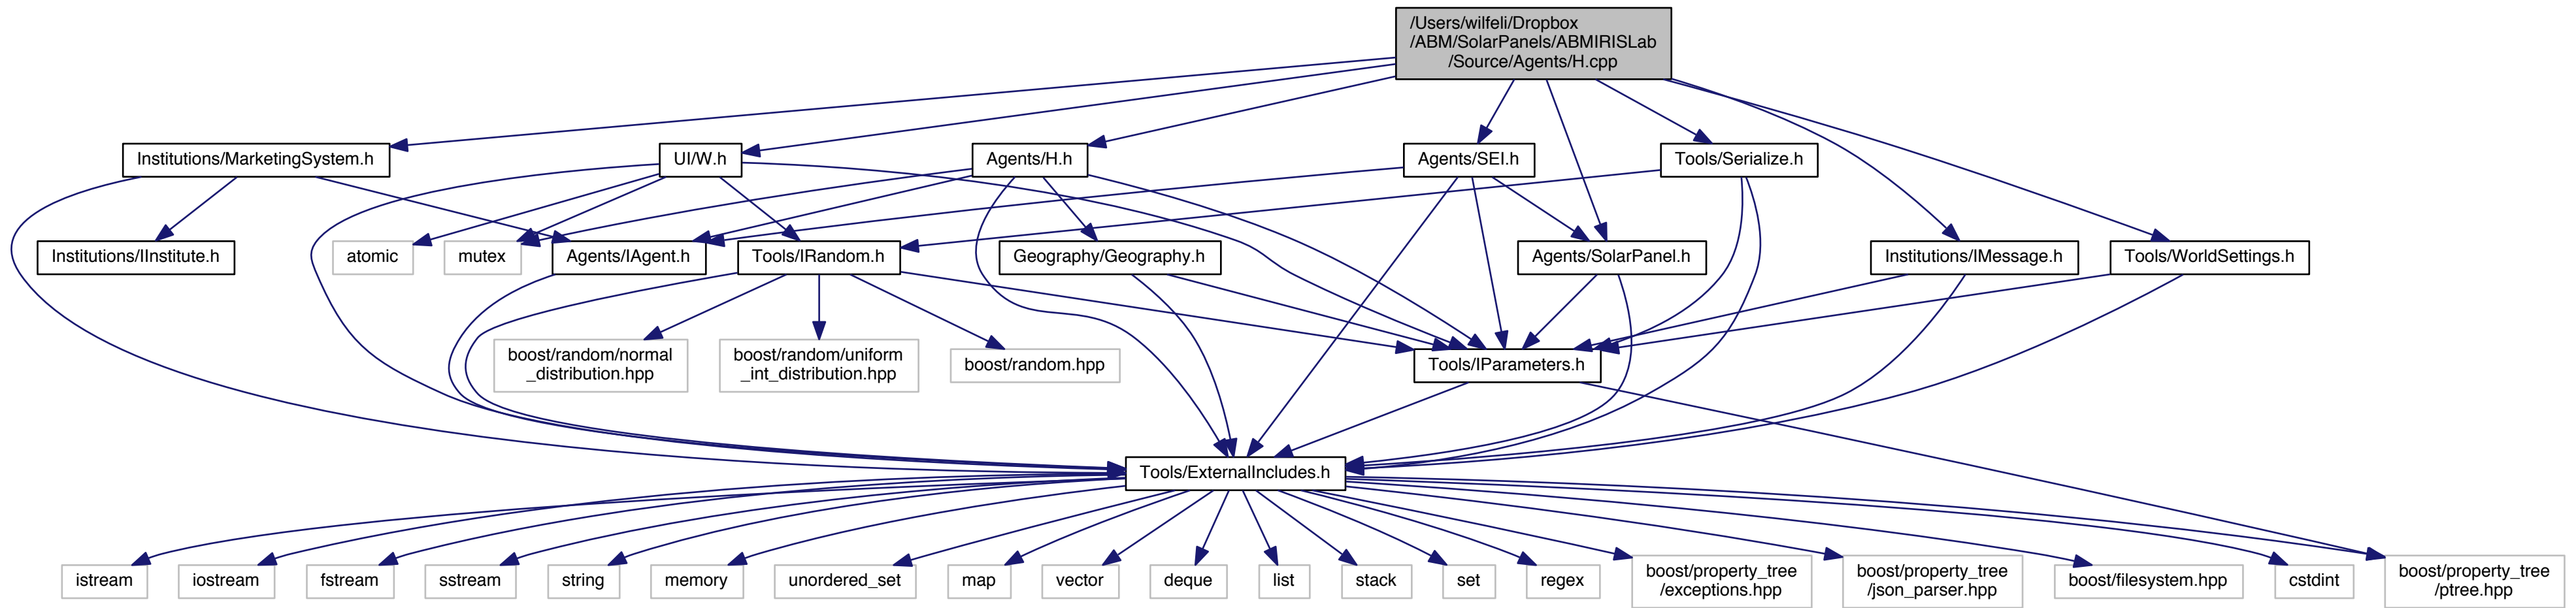 /Users/wilfeli/Dropbox
/ABM/SolarPanels/ABMIRISLab
/Source/Agents/H.cpp
Institutions/MarketingSystem.h
UI/W.h
Agents/H.h
Agents/SEI.h
Tools/Serialize.h
Institutions/IInstitute.h
atomic
mutex
Agents/IAgent.h
Tools/IRandom.h
Geography/Geography.h
Agents/SolarPanel.h
Institutions/IMessage.h
Tools/WorldSettings.h
boost/random/normal
_distribution.hpp
boost/random/uniform
_int_distribution.hpp
boost/random.hpp
Tools/IParameters.h
Tools/ExternalIncludes.h
istream
iostream
fstream
sstream
string
memory
unordered_set
map
vector
deque
list
stack
set
regex
boost/property_tree
/exceptions.hpp
boost/property_tree
/json_parser.hpp
boost/filesystem.hpp
cstdint
boost/property_tree
/ptree.hpp